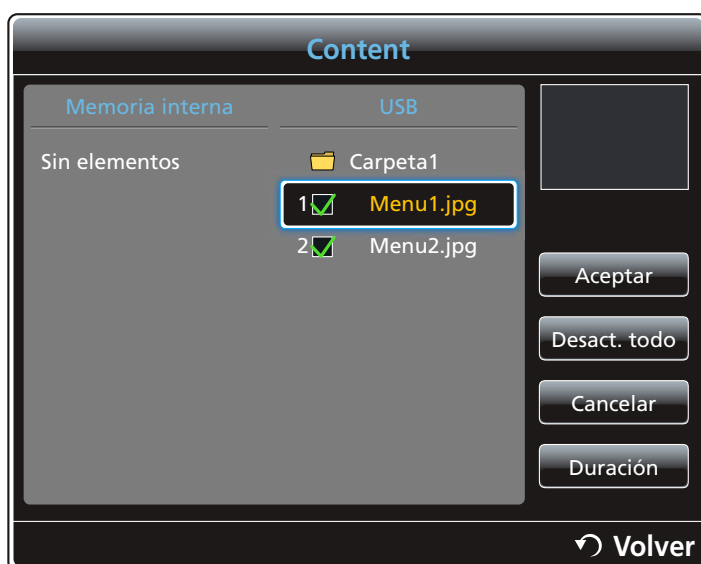 Content
Memoria interna
USB
Sin elementos
Carpeta1
1 Menu1.jpg
2 Menu2.jpg
Aceptar
Desact. todo
Cancelar
Duración
Volver